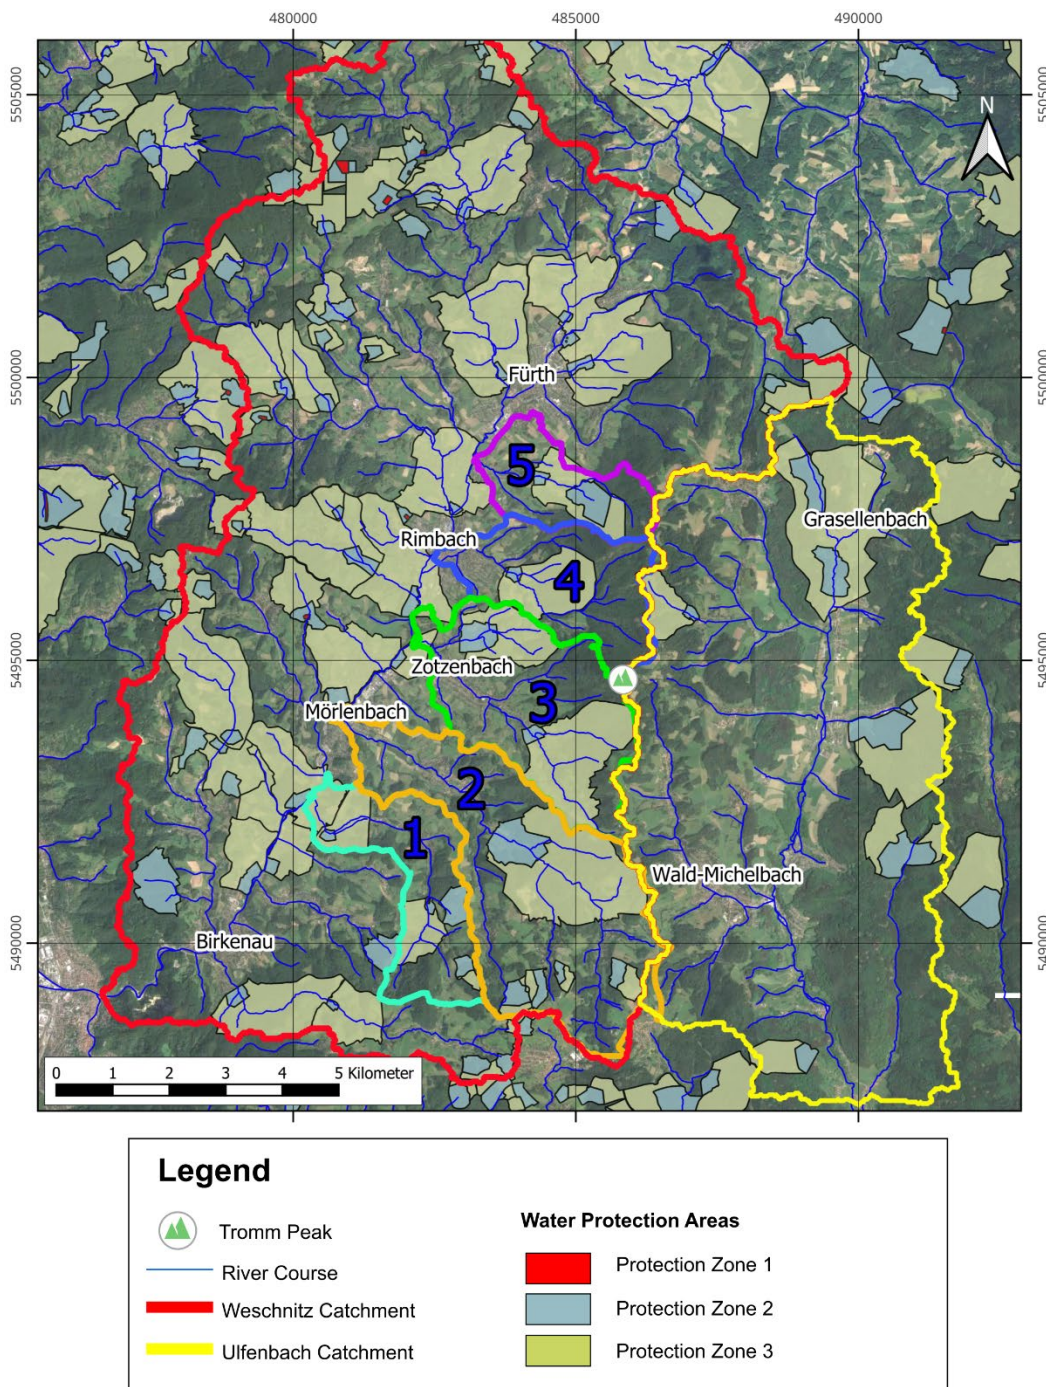 480000 485000 490000
5505000 5505000
N
5500000 5500000
Fürth
5
Grasellenbach
Rimbach
4
5495000 5495000
Zotzenbach
3
Mörlenbach
2
1
Wald-Michelbach
Birkenau
5490000 5490000
0 1 2 3 4 5 Kilometer
Legend
Tromm Peak
River Course
Weschnitz Catchment
Ulfenbach Catchment
Water Protection Areas
Protection Zone 1
Protection Zone 2
Protection Zone 3